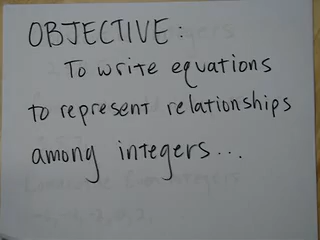 OBJECTIVE:
To write equations
to represent relationships
among integers...